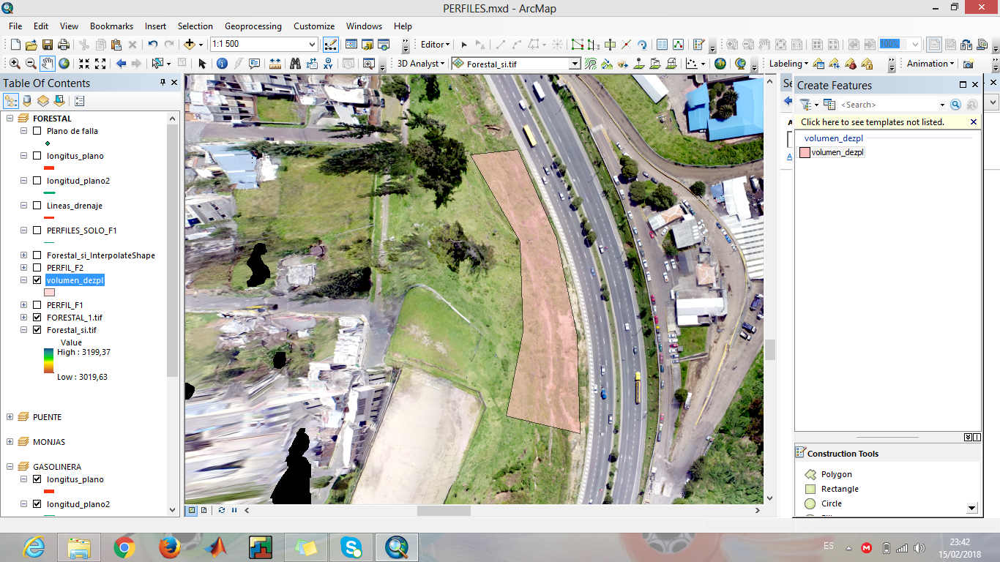 PERFILES.mxd - ArcMap
File Edit View Bookmarks Insert Selection Geoprocessing Customize Windows Help
1:1 500 Editor 100%
3D Analyst Forestal_si.tif Labeling Animation
Table Of Contents
FORESTAL
Plano de falla
longitus_plano
longitud_plano2
Lineas_drenaje
PERFILES_SOLO_F1
Forestal_si_InterpolateShape
PERFIL_F2
volumen_dezpl
PERFIL_F1
FORESTAL_1.tif
Forestal_si.tif
Value
High : 3199,37
Low : 3019,63
PUENTE
MONJAS
GASOLINERA
longitus_plano
longitud_plano2
Se
Create Features
<Search>
Click here to see templates not listed.
volumen_dezpl
volumen_dezpl
Construction Tools
Polygon
Rectangle
Circle
ES
23:42
15/02/2018